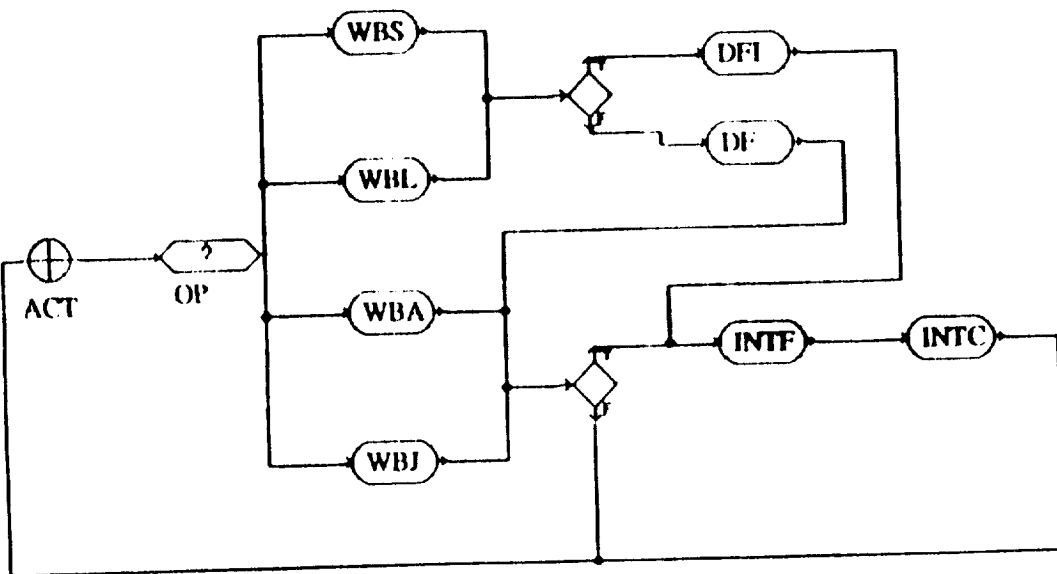 WBS
DFI
DF
WBL
ACT
OP
WBA
INTF
INTC
WBJ